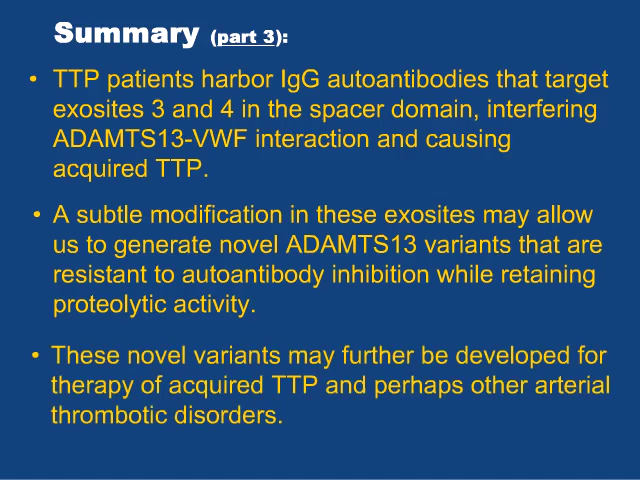 Summary (part 3):
• TTP patients harbor IgG autoantibodies that target
exosites 3 and 4 in the spacer domain, interfering
ADAMTS13-VWF interaction and causing
acquired TTP.
• A subtle modification in these exosites may allow
us to generate novel ADAMTS13 variants that are
resistant to autoantibody inhibition while retaining
proteolytic activity.
• These novel variants may further be developed for
therapy of acquired TTP and perhaps other arterial
thrombotic disorders.